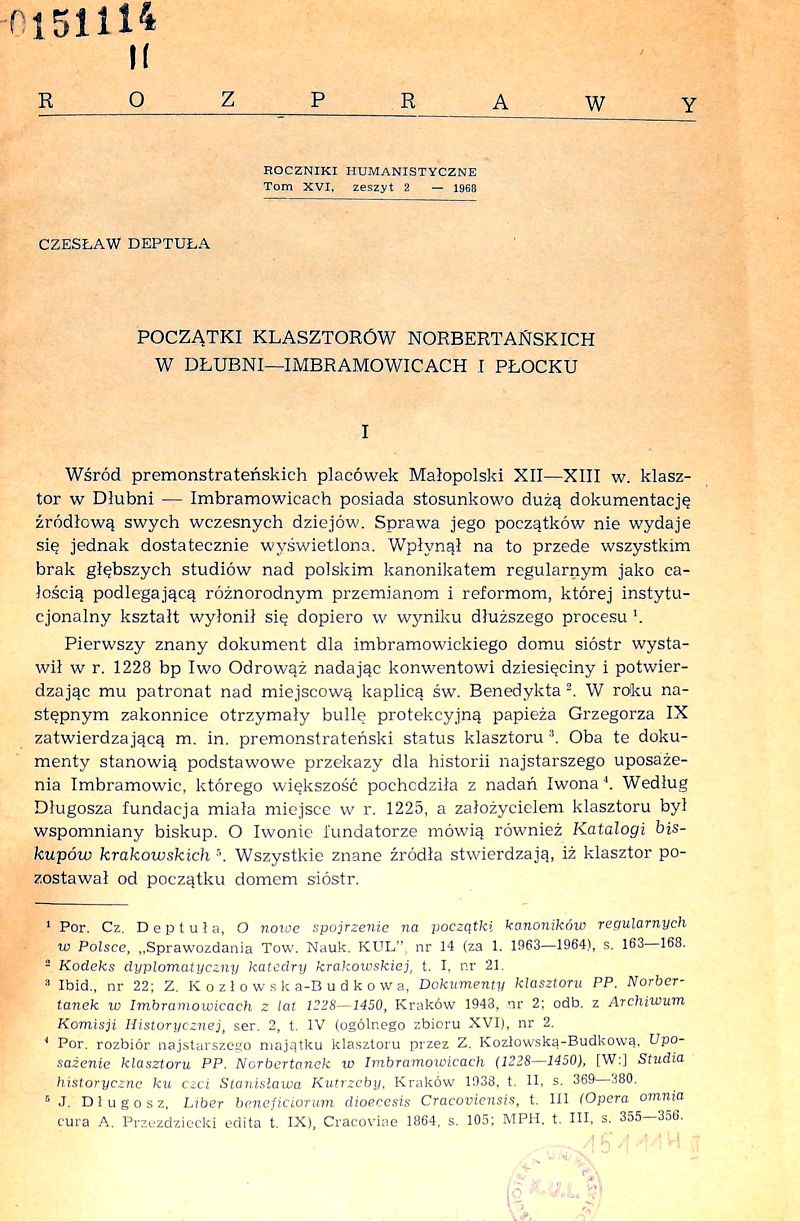 0151114
II
R O Z P R A W Y
ROCZNIKI HUMANISTYCZNE
Tom XVI, zeszyt 2 — 1968
CZESŁAW DEPTUŁA
POCZĄTKI KLASZTORÓW NORBERTAŃSKICH
W DŁUBNI—IMBRAMOWICACH I PŁOCKU
I
Wśród premonstrateńskich placówek Małopolski XII—XIII w. klasz-
tor w Dłubni — Imbramowicach posiada stosunkowo dużą dokumentację
źródłową swych wczesnych dziejów. Sprawa jego początków nie wydaje
się jednak dostatecznie wyświetlona. Wpłynął na to przede wszystkim
brak głębszych studiów nad polskim kanonikatem regularnym jako ca-
łością podlegającą różnorodnym przemianom i reformom, której instytu-
cjonalny kształt wyłonił się dopiero w wyniku dłuższego procesu ¹.
Pierwszy znany dokument dla imbramowickiego domu sióstr wysta-
wił w r. 1228 bp Iwo Odrowąż nadając konwentowi dziesięciny i potwier-
dzając mu patronat nad miejscową kaplicą św. Benedykta ². W roku na-
stępnym zakonnice otrzymały bullę protekcyjną papieża Grzegorza IX
zatwierdzającą m. in. premonstrateński status klasztoru ³. Oba te doku-
menty stanowią podstawowe przekazy dla historii najstarszego uposaże-
nia Imbramowic, którego większość pochodziła z nadań Iwona ⁴. Według
Długosza fundacja miała miejsce w r. 1225, a założycielem klasztoru był
wspomniany biskup. O Iwonie fundatorze mówią również Katalogi bis-
kupów krakowskich ⁵. Wszystkie znane źródła stwierdzają, iż klasztor po-
zostawał od początku domem sióstr.
¹ Por. Cz. Deptuła, O nowe spojrzenie na początki kanoników regularnych
w Polsce, „Sprawozdania Tow. Nauk. KUL”, nr 14 (za l. 1963—1964), s. 163—168.
² Kodeks dyplomatyczny katedry krakowskiej, t. I, nr 21.
³ Ibid., nr 22; Z. Kozłowska-Budkowa, Dokumenty klasztoru PP. Norber-
tanek w Imbramowicach z lat 1228—1450, Kraków 1943, nr 2; odb. z Archiwum
Komisji Historycznej, ser. 2, t. IV (ogólnego zbioru XVI), nr 2.
⁴ Por. rozbiór najstarszego majątku klasztoru przez Z. Kozłowską-Budkową, Upo-
sażenie klasztoru PP. Norbertanek w Imbramowicach (1228—1450), [W:] Studia
historyczne ku czci Stanisława Kutrzeby, Kraków 1938, t. II, s. 369—380.
⁵ J. Długosz, Liber beneficiorum dioecesis Cracoviensis, t. III (Opera omnia
cura A. Przezdziecki edita t. IX), Cracoviae 1864, s. 105; MPH, t. III, s. 355—356.
151114 II
K.U.L.